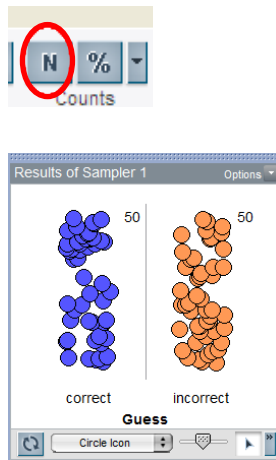 N %
Counts
Results of Sampler 1 Options
50 50
correct incorrect
Guess
Circle Icon